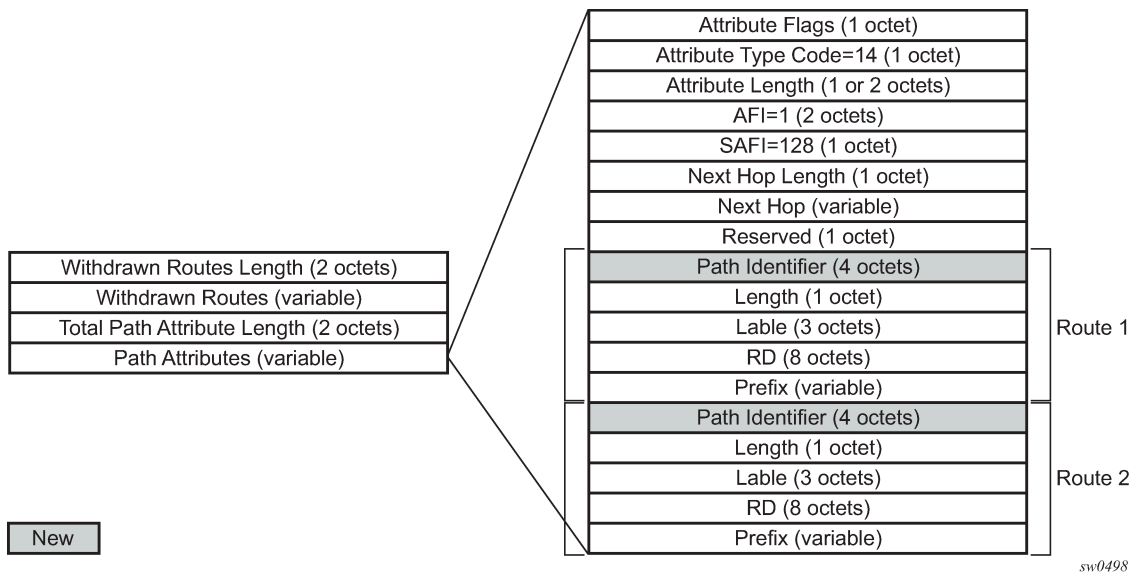 Attribute Flags (1 octet)
Attribute Type Code=14 (1 octet)
Attribute Length (1 or 2 octets)
AFI=1 (2 octets)
SAFI=128 (1 octet)
Next Hop Length (1 octet)
Next Hop (variable)
Reserved (1 octet)
Withdrawn Routes Length (2 octets)
Withdrawn Routes (variable)
Total Path Attribute Length (2 octets)
Path Attributes (variable)
Path Identifier (4 octets)
Length (1 octet)
Lable (3 octets)
RD (8 octets)
Prefix (variable)
Route 1
Path Identifier (4 octets)
Length (1 octet)
Lable (3 octets)
RD (8 octets)
Prefix (variable)
Route 2
New
sw0498